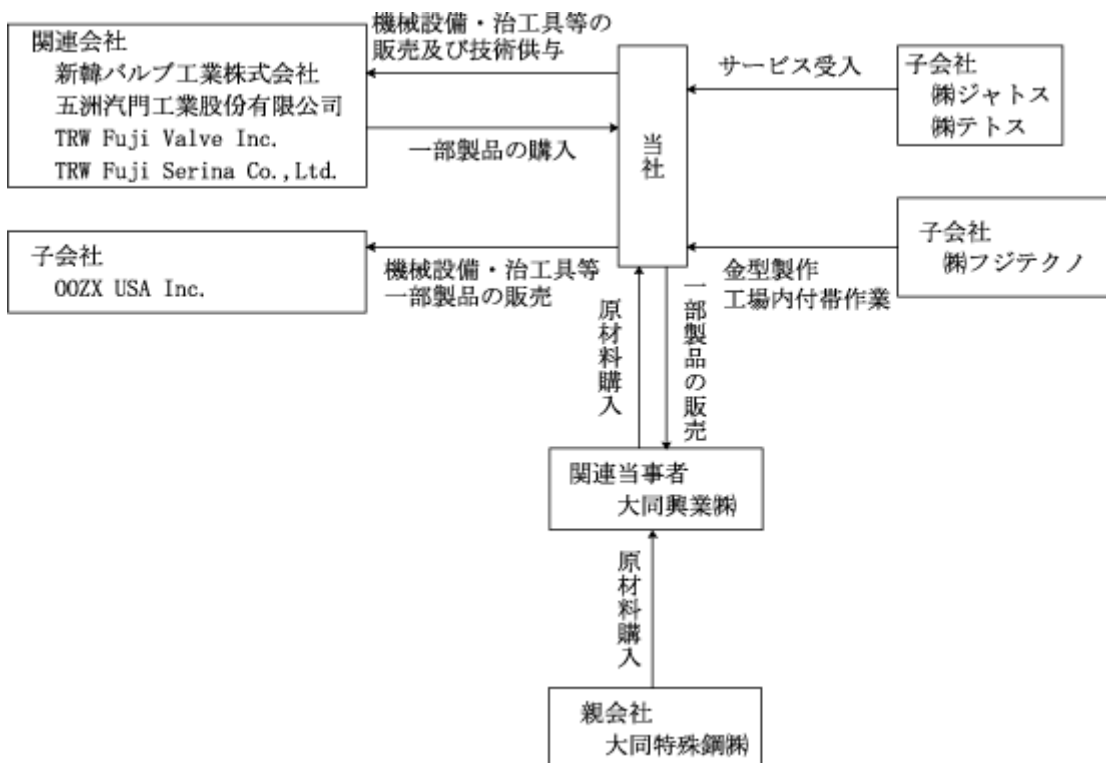 関連会社
新韓バルブ工業株式会社
五洲汽門工業股份有限公司
TRW Fuji Valve Inc.
TRW Fuji Serina Co.,Ltd.
機械設備・治工具等の
販売及び技術供与
一部製品の購入
当社
サービス受入
子会社
㈱ジャトス
㈱テトス
子会社
OOZX USA Inc.
機械設備・治工具等
一部製品の販売
金型製作
工場内付帯作業
子会社
㈱フジテクノ
原材料購入
一部製品の販売
関連当事者
大同興業㈱
原材料購入
親会社
大同特殊鋼㈱